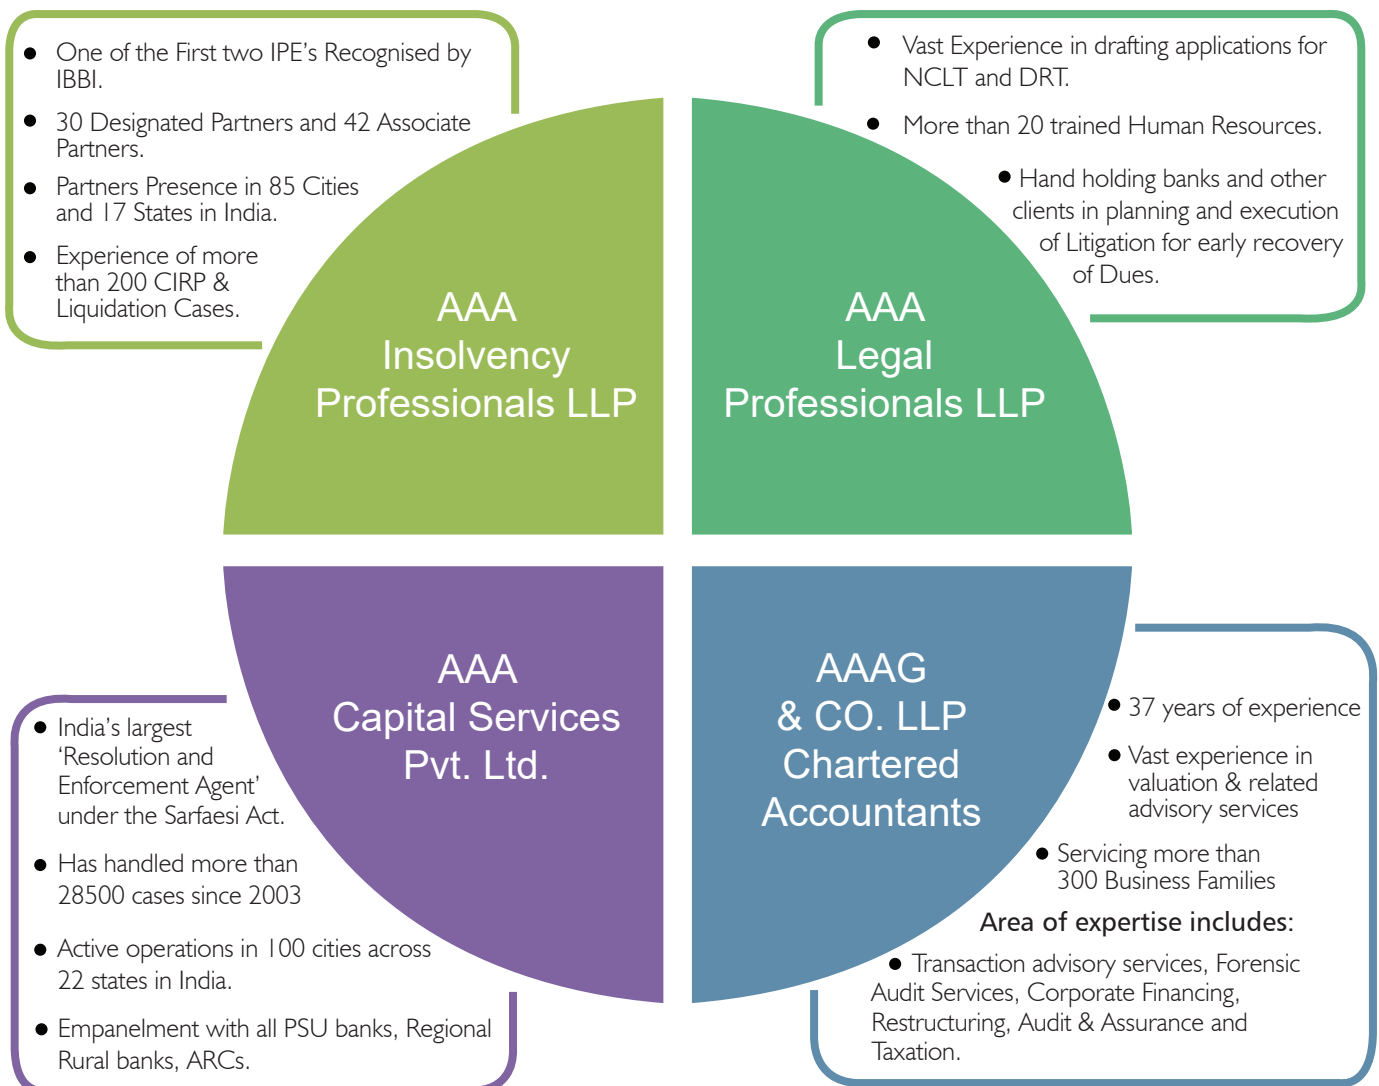 ● One of the First two IPE’s Recognised by
IBBI.
● 30 Designated Partners and 42 Associate
Partners.
● Partners Presence in 85 Cities
and 17 States in India.
● Experience of more
than 200 CIRP &
Liquidation Cases.
AAA
Insolvency
Professionals LLP
● Vast Experience in drafting applications for
NCLT and DRT.
● More than 20 trained Human Resources.
● Hand holding banks and other
clients in planning and execution
of Litigation for early recovery
of Dues.
AAA
Legal
Professionals LLP
AAA
Capital Services
Pvt. Ltd.
● India’s largest
‘Resolution and
Enforcement Agent’
under the Sarfaesi Act.
● Has handled more than
28500 cases since 2003
● Active operations in 100 cities across
22 states in India.
● Empanelment with all PSU banks, Regional
Rural banks, ARCs.
AAAG
& CO. LLP
Chartered
Accountants
● 37 years of experience
● Vast experience in
valuation & related
advisory services
● Servicing more than
300 Business Families
Area of expertise includes:
● Transaction advisory services, Forensic
Audit Services, Corporate Financing,
Restructuring, Audit & Assurance and
Taxation.